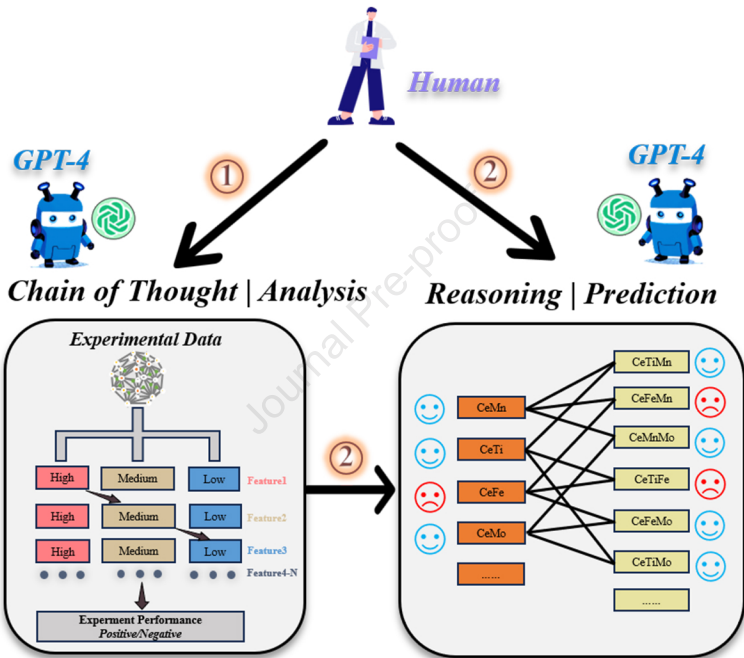 Human
GPT-4
GPT-4
①
②
Chain of Thought | Analysis
Reasoning | Prediction
Experimental Data
High
Medium
Low
Feature1
High
Medium
Low
Feature2
High
Medium
Low
Feature3
Feature4-N
Experment Performance
Positive/Negative
②
CeMn
CeTi
CeFe
CeMo
......
CeTiMn
CeFeMn
CeMnMo
CeTiFe
CeFeMo
CeTiMo
......
Journal Pre-proof